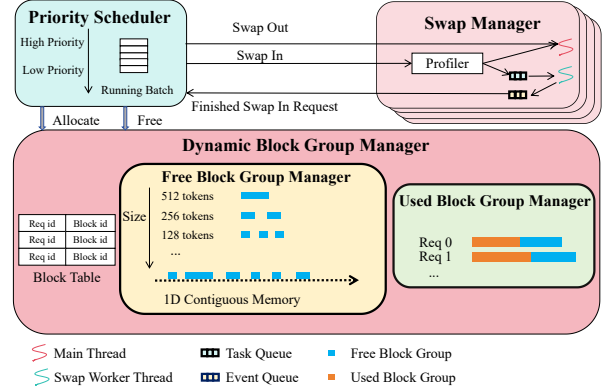 Priority Scheduler
High Priority
Low Priority
Running Batch
Swap Out
Swap In
Finished Swap In Request
Swap Manager
Profiler
Allocate
Free
Dynamic Block Group Manager
Req id Block id
Req id Block id
Req id Block id
Block Table
Free Block Group Manager
Size
512 tokens
256 tokens
128 tokens
...
1D Contiguous Memory
Used Block Group Manager
Req 0
Req 1
...
Main Thread
Task Queue
Free Block Group
Swap Worker Thread
Event Queue
Used Block Group